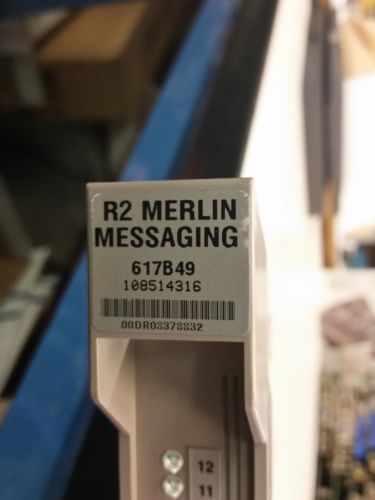 R2 MERLIN
MESSAGING
617B49
108514316
00DR08378832
12
11